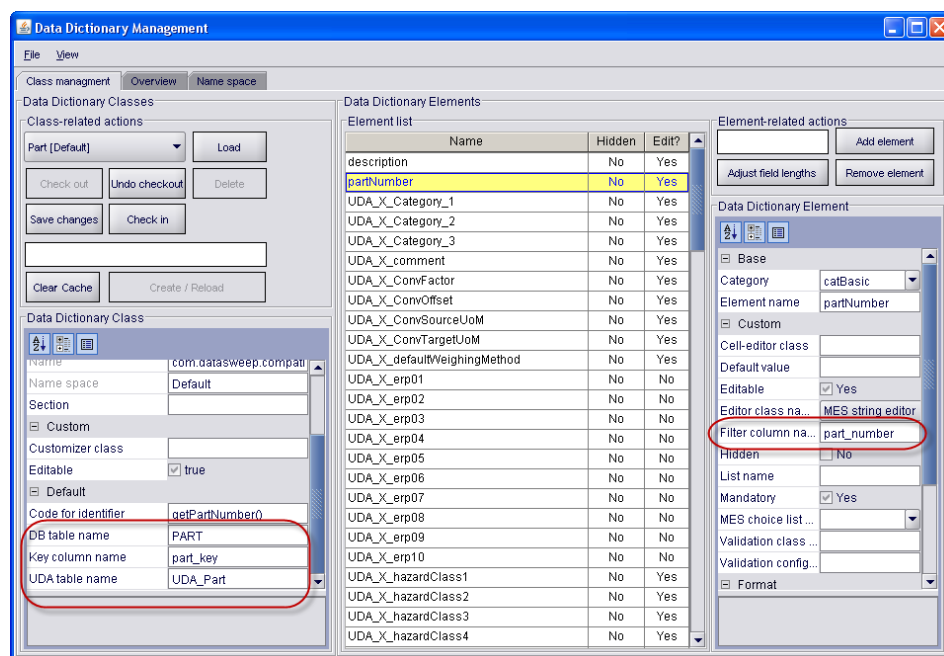 Data Dictionary Management
File View
Class managment Overview Name space
Data Dictionary Classes
Class-related actions
Part [Default] Load
Check out Undo checkout Delete
Save changes Check in
Clear Cache Create / Reload
Data Dictionary Class
Name com.datasweep.compati
Name space Default
Section
Custom
Customizer class
Editable true
Default
Code for identifier getPartNumber()
DB table name PART
Key column name part_key
UDA table name UDA_Part
Data Dictionary Elements
Element list
Name Hidden Edit?
description No Yes
partNumber No Yes
UDA_X_Category_1 No Yes
UDA_X_Category_2 No Yes
UDA_X_Category_3 No Yes
UDA_X_comment No Yes
UDA_X_ConvFactor No Yes
UDA_X_ConvOffset No Yes
UDA_X_ConvSourceUoM No Yes
UDA_X_ConvTargetUoM No Yes
UDA_X_defaultWeighingMethod No Yes
UDA_X_erp01 No No
UDA_X_erp02 No No
UDA_X_erp03 No No
UDA_X_erp04 No No
UDA_X_erp05 No No
UDA_X_erp06 No No
UDA_X_erp07 No No
UDA_X_erp08 No No
UDA_X_erp09 No No
UDA_X_erp10 No No
UDA_X_hazardClass1 No Yes
UDA_X_hazardClass2 No Yes
UDA_X_hazardClass3 No Yes
UDA_X_hazardClass4 No Yes
Element-related actions
Add element
Adjust field lengths Remove element
Data Dictionary Element
Base
Category catBasic
Element name partNumber
Custom
Cell-editor class
Default value
Editable Yes
Editor class na... MES string editor
Filter column na... part_number
Hidden No
List name
Mandatory Yes
MES choice list ...
Validation class ...
Validation config...
Format